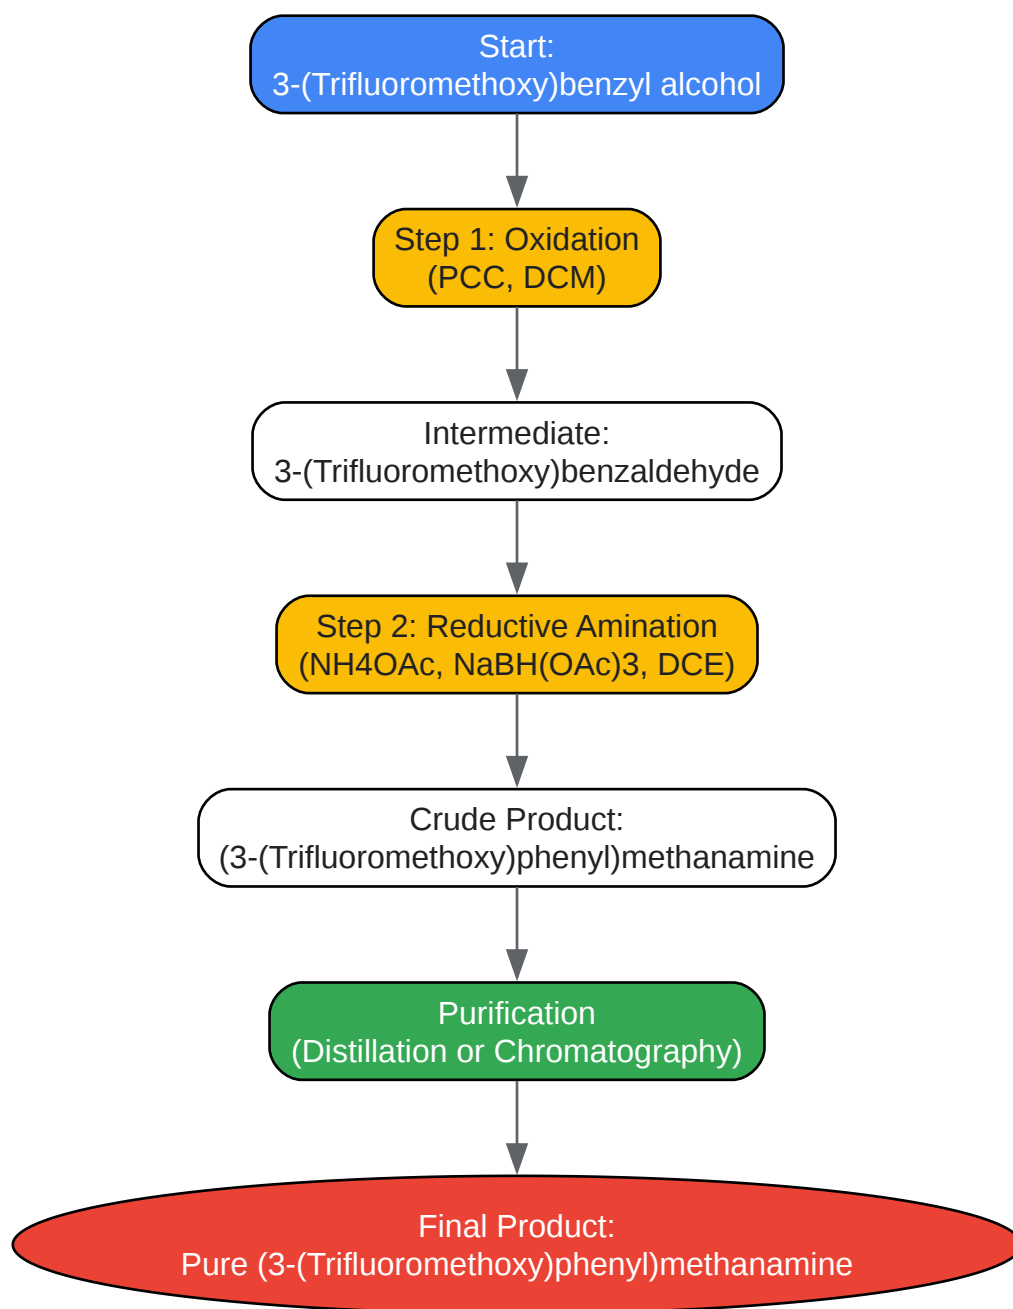 Start:
3-(Trifluoromethoxy)benzyl alcohol
Step 1: Oxidation
(PCC, DCM)
Intermediate:
3-(Trifluoromethoxy)benzaldehyde
Step 2: Reductive Amination
(NH4OAc, NaBH(OAc)3, DCE)
Crude Product:
(3-(Trifluoromethoxy)phenyl)methanamine
Purification
(Distillation or Chromatography)
Final Product:
Pure (3-(Trifluoromethoxy)phenyl)methanamine